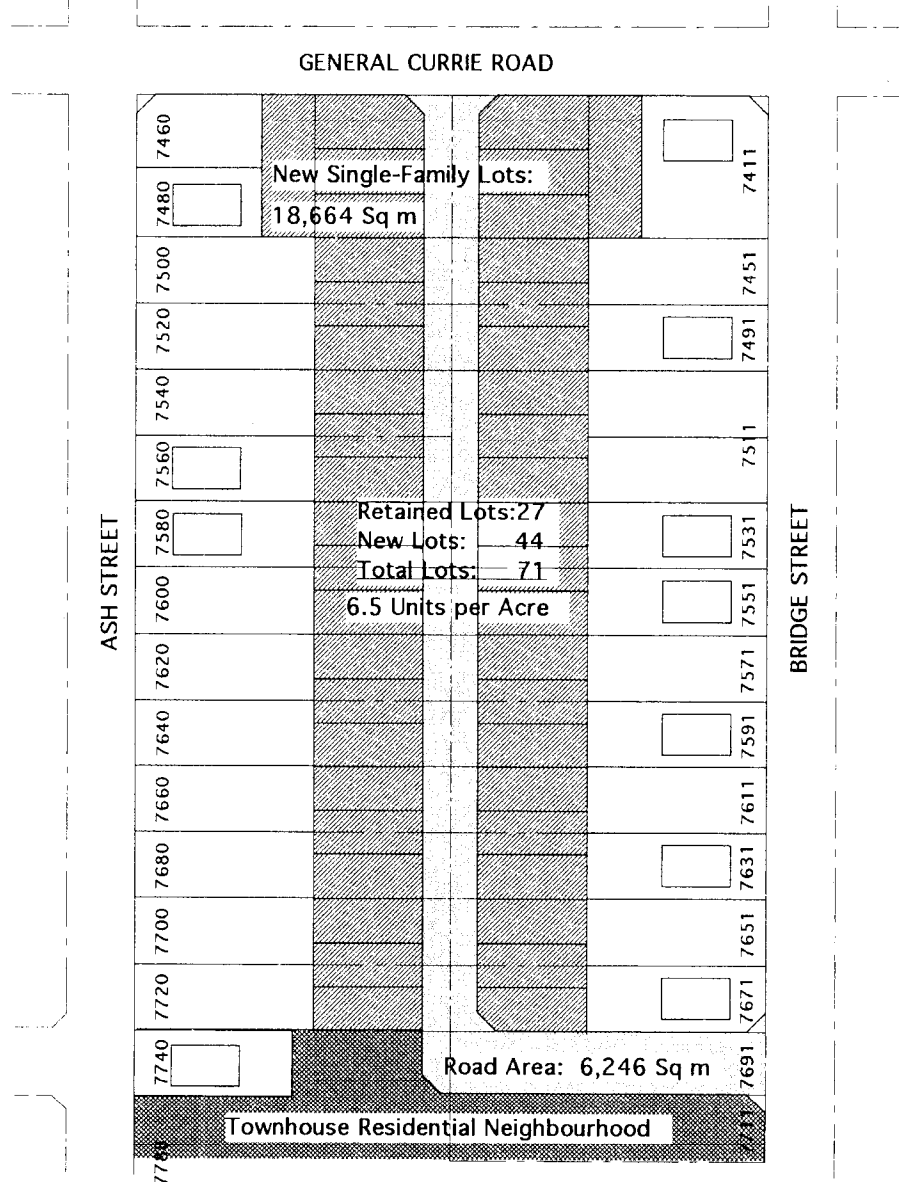 GENERAL CURRIE ROAD
7460
7480
7500
7520
7540
7560
7580
7600
7620
7640
7660
7680
7700
7720
7740
7788
ASH STREET
New Single-Family Lots:
18,664 Sq m
Retained Lots:27
New Lots: 44
Total Lots: 71
6.5 Units per Acre
Road Area: 6,246 Sq m
Townhouse Residential Neighbourhood
7411
7451
7491
7511
7531
7551
7571
7591
7611
7631
7651
7671
7691
7711
BRIDGE STREET